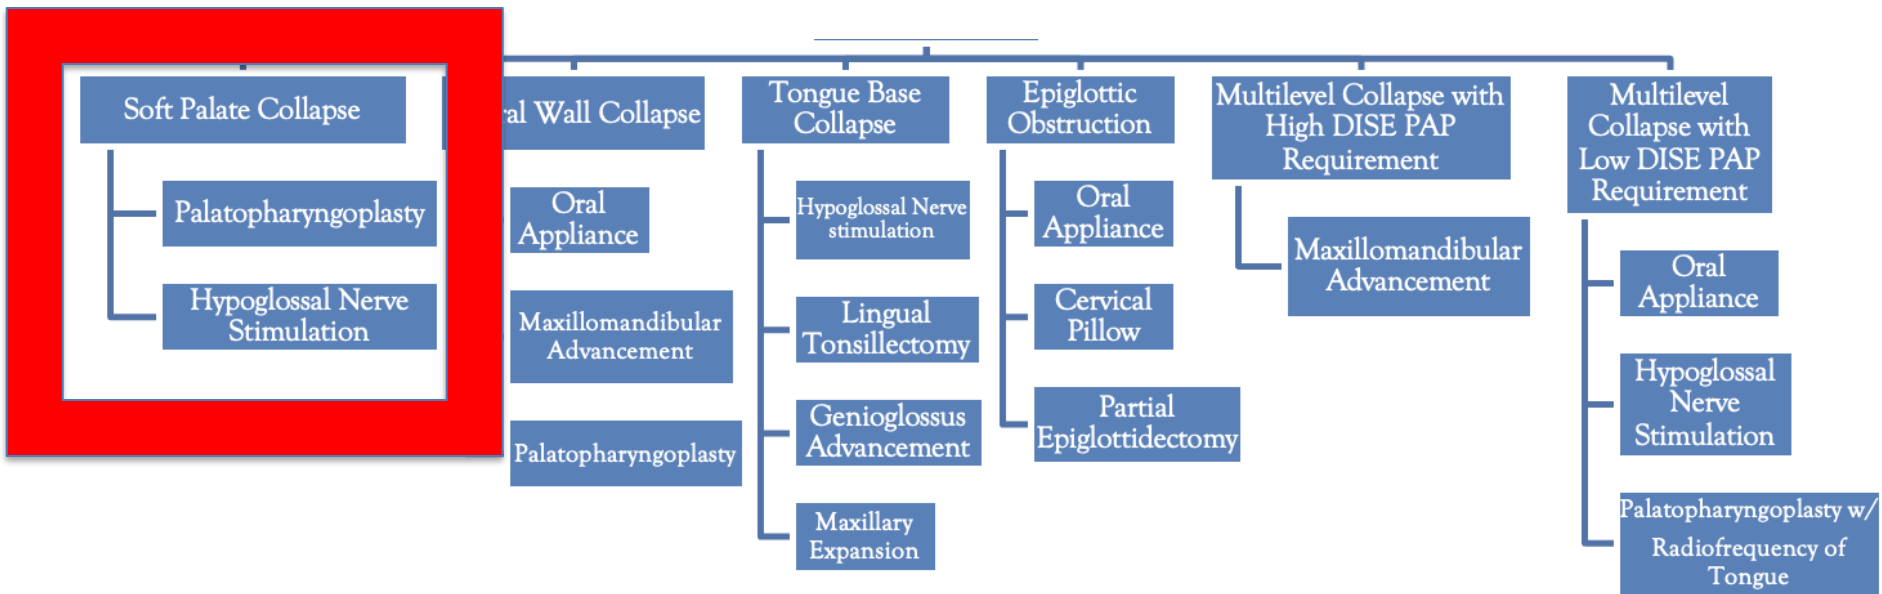 Soft Palate Collapse
Palatopharyngoplasty
Hypoglossal Nerve
Stimulation
ral Wall Collapse
Oral
Appliance
Maxillomandibular
Advancement
Palatopharyngoplasty
Tongue Base
Collapse
Hypoglossal Nerve
stimulation
Lingual
Tonsillectomy
Genioglossus
Advancement
Maxillary
Expansion
Epiglottic
Obstruction
Oral
Appliance
Cervical
Pillow
Partial
Epiglottidectomy
Multilevel Collapse with
High DISE PAP
Requirement
Maxillomandibular
Advancement
Multilevel
Collapse with
Low DISE PAP
Requirement
Oral
Appliance
Hypoglossal
Nerve
Stimulation
Palatopharyngoplasty w/
Radiofrequency of
Tongue